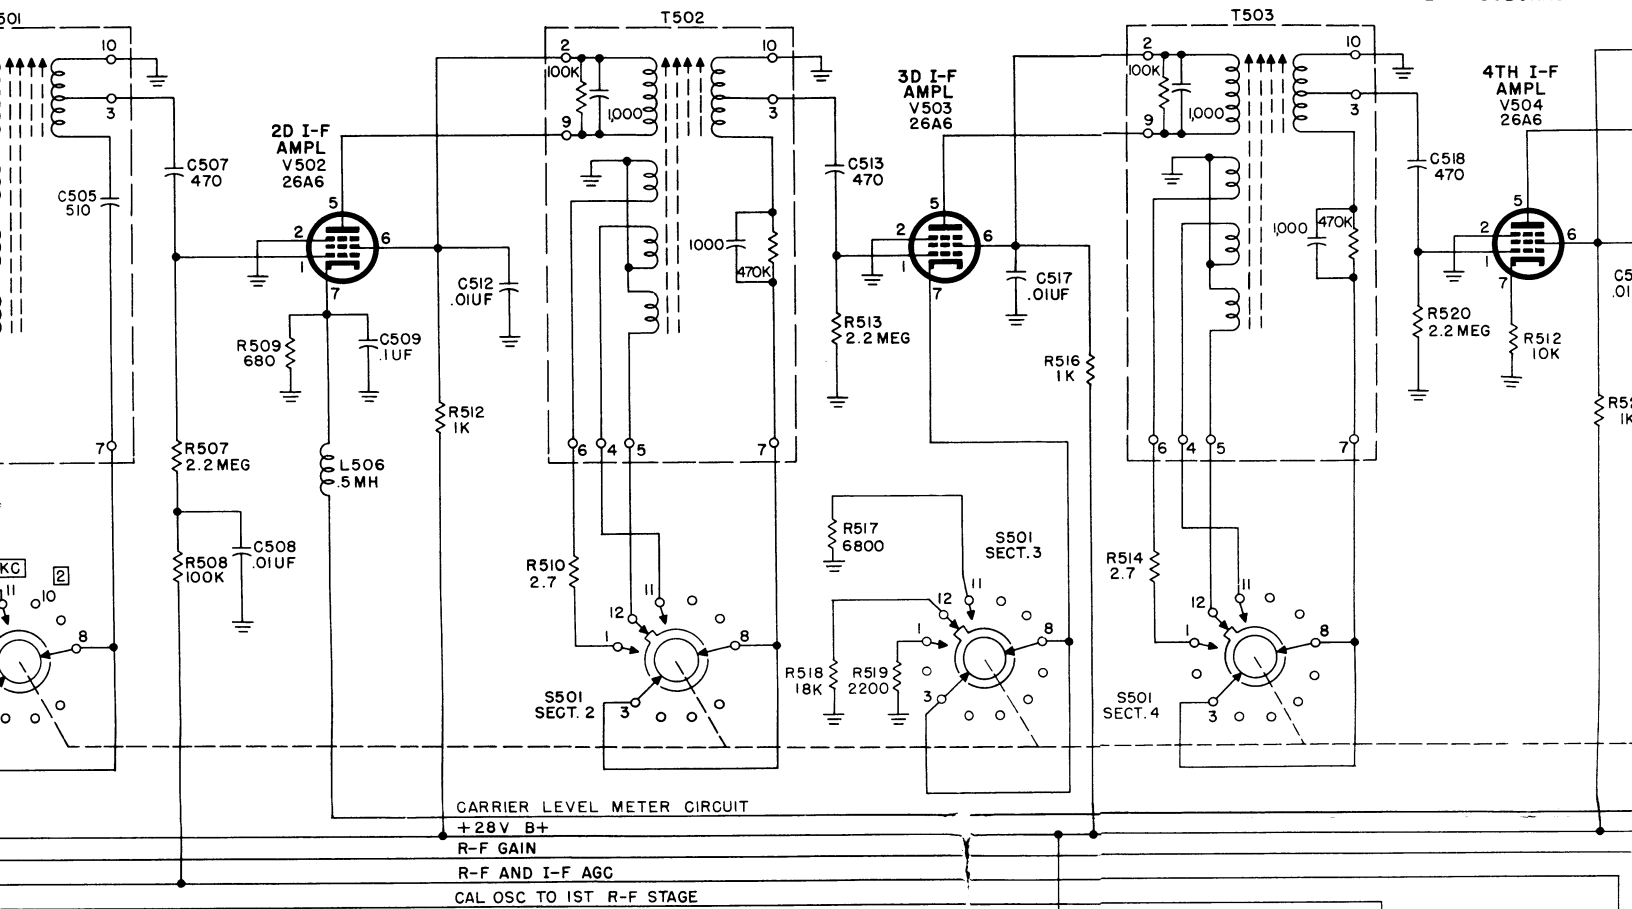 501
T502
T503
10
3
C505
510
7
C507
470
2D I-F
AMPL
V502
26A6
5
2
6
1
7
C512
.01UF
R509
680
C509
.1UF
R512
1K
R507
2.2 MEG
L506
.5MH
R508
100K
C508
.01UF
KC
2
11
10
8
2
100K
1,000
9
10
3
1000
470K
6
4
5
7
R510
2.7
12
11
1
8
3
S501
SECT. 2
3D I-F
AMPL
V503
26A6
C513
470
5
2
6
1
7
C517
.01UF
R513
2.2 MEG
R516
1K
R517
6800
S501
SECT. 3
11
12
1
8
3
R518
18K
R519
2200
2
100K
1,000
9
10
3
1,000
470K
6
4
5
7
R514
2.7
12
11
1
8
3
S501
SECT. 4
4TH I-F
AMPL
V504
26A6
C518
470
5
2
6
1
7
R520
2.2 MEG
R512
10K
C5
.01
R52
1K
CARRIER LEVEL METER CIRCUIT
+28V B+
R-F GAIN
R-F AND I-F AGC
CAL OSC TO 1ST R-F STAGE